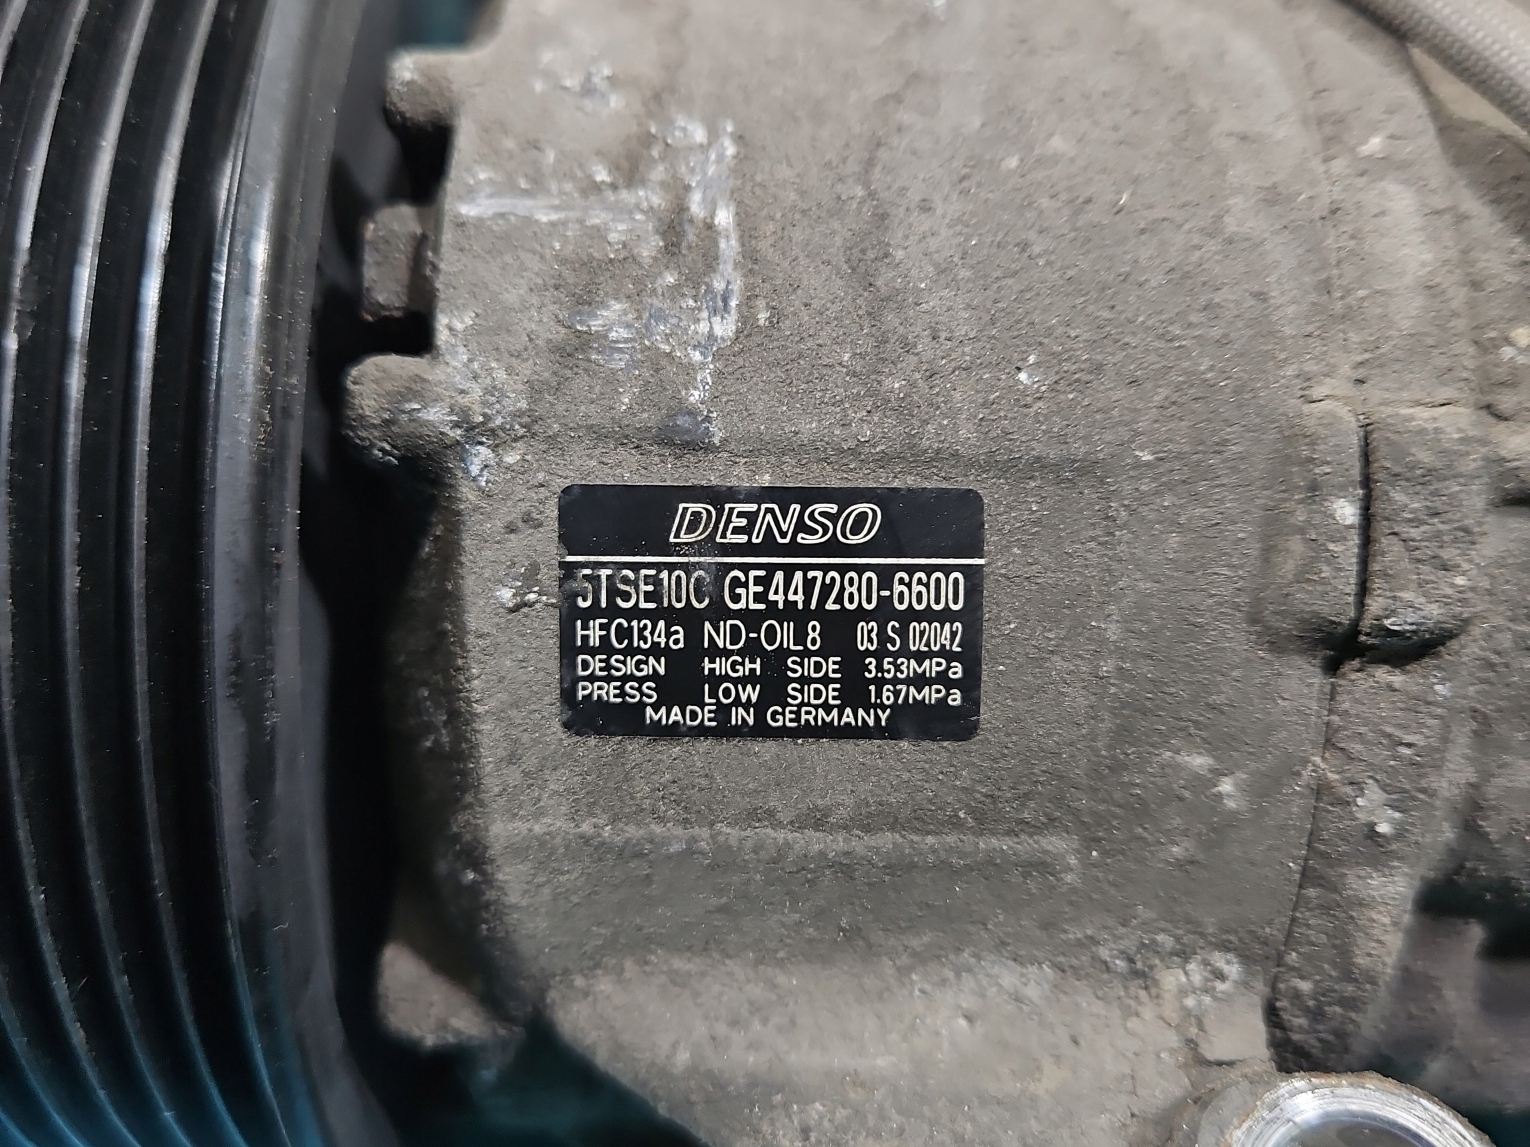 DENSO
5TSE10C GE447280-6600
HFC134a ND-OIL8 03 S 02042
DESIGN HIGH SIDE 3.53MPa
PRESS LOW SIDE 1.67MPa
MADE IN GERMANY